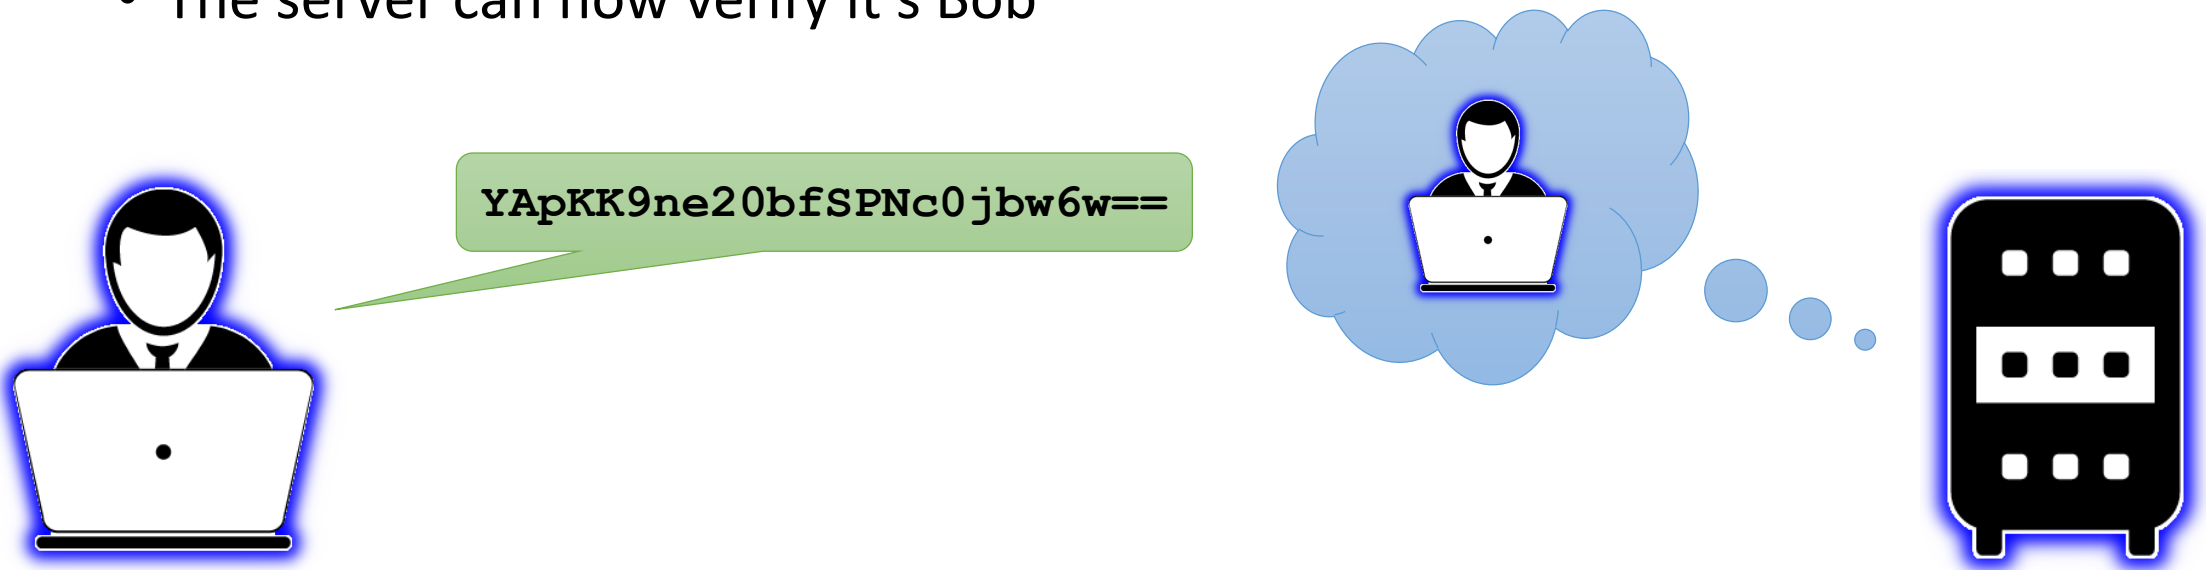 • The server can now verify it's Bob
YApKK9ne20bfSPNc0jbw6w==